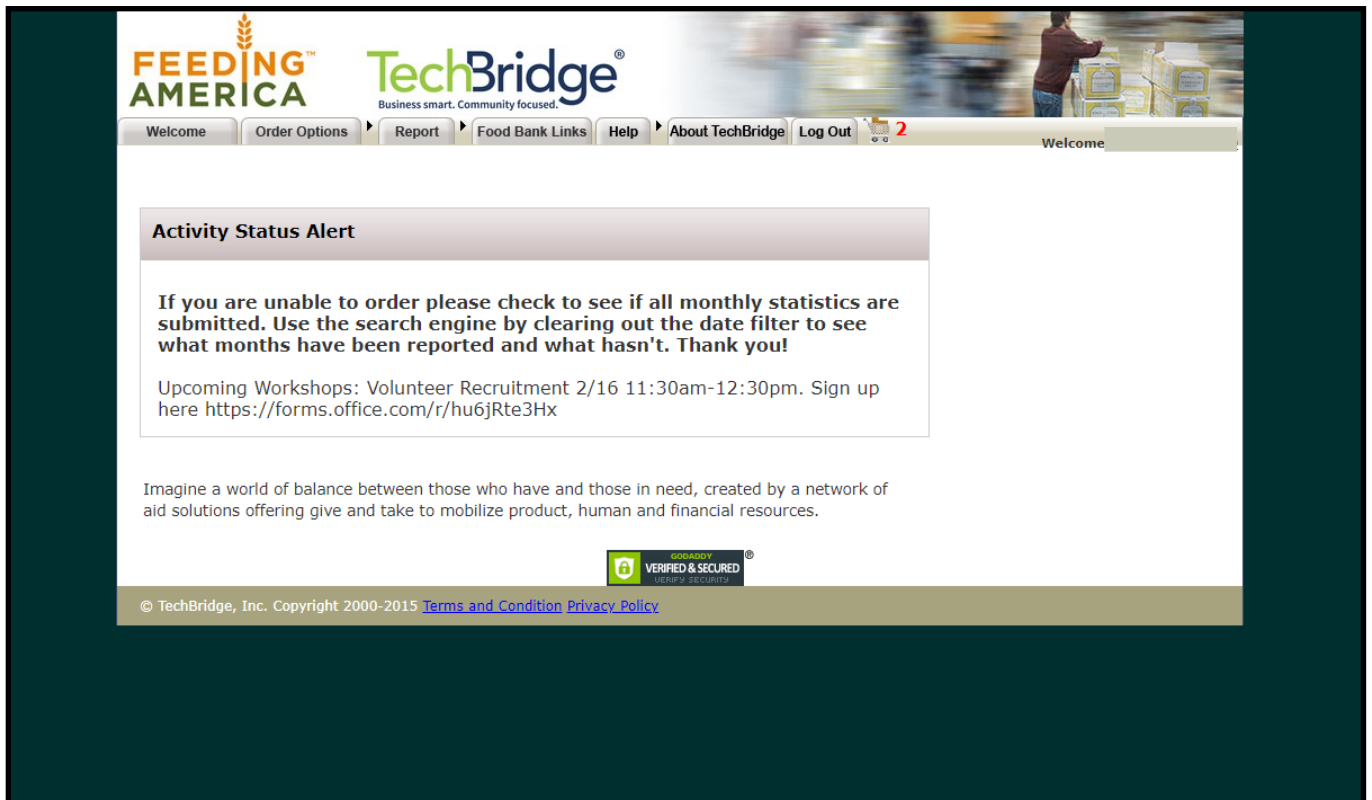 FEEDING™
AMERICA
TechBridge®
Business smart. Community focused.
Welcome Order Options Report Food Bank Links Help About TechBridge Log Out 2
Welcome
Activity Status Alert
If you are unable to order please check to see if all monthly statistics are
submitted. Use the search engine by clearing out the date filter to see
what months have been reported and what hasn't. Thank you!
Upcoming Workshops: Volunteer Recruitment 2/16 11:30am-12:30pm. Sign up
here https://forms.office.com/r/hu6jRte3Hx
Imagine a world of balance between those who have and those in need, created by a network of
aid solutions offering give and take to mobilize product, human and financial resources.
GODADDY ®
VERIFIED & SECURED
VERIFY SECURITY
© TechBridge, Inc. Copyright 2000-2015 Terms and Condition Privacy Policy